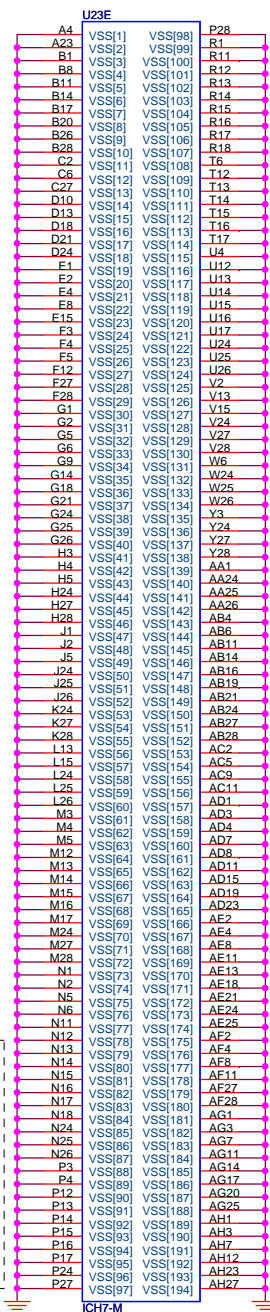 U23E
A4 VSS[1] VSS[98] P28
A23 VSS[2] VSS[99] R1
B1 VSS[3] VSS[100] R11
B8 VSS[4] VSS[101] R12
B11 VSS[5] VSS[102] R13
B14 VSS[6] VSS[103] R14
B17 VSS[7] VSS[104] R15
B20 VSS[8] VSS[105] R16
B26 VSS[9] VSS[106] R17
B28 VSS[10] VSS[107] R18
C2 VSS[11] VSS[108] T6
C6 VSS[12] VSS[109] T12
C27 VSS[13] VSS[110] T13
D10 VSS[14] VSS[111] T14
D13 VSS[15] VSS[112] T15
D18 VSS[16] VSS[113] T16
D21 VSS[17] VSS[114] T17
D24 VSS[18] VSS[115] U4
E1 VSS[19] VSS[116] U12
E2 VSS[20] VSS[117] U13
E4 VSS[21] VSS[118] U14
E8 VSS[22] VSS[119] U15
E15 VSS[23] VSS[120] U16
F3 VSS[24] VSS[121] U17
F4 VSS[25] VSS[122] U24
F5 VSS[26] VSS[123] U25
F12 VSS[27] VSS[124] U26
F27 VSS[28] VSS[125] V2
F28 VSS[29] VSS[126] V13
G1 VSS[30] VSS[127] V15
G2 VSS[31] VSS[128] V24
G5 VSS[32] VSS[129] V27
G6 VSS[33] VSS[130] V28
G9 VSS[34] VSS[131] W6
G14 VSS[35] VSS[132] W24
G18 VSS[36] VSS[133] W25
G21 VSS[37] VSS[134] W26
G24 VSS[38] VSS[135] Y3
G25 VSS[39] VSS[136] Y24
G26 VSS[40] VSS[137] Y27
H3 VSS[41] VSS[138] Y28
H4 VSS[42] VSS[139] AA1
H5 VSS[43] VSS[140] AA24
H24 VSS[44] VSS[141] AA25
H27 VSS[45] VSS[142] AA26
H28 VSS[46] VSS[143] AB4
J1 VSS[47] VSS[144] AB6
J2 VSS[48] VSS[145] AB11
J5 VSS[49] VSS[146] AB14
J24 VSS[50] VSS[147] AB16
J25 VSS[51] VSS[148] AB19
J26 VSS[52] VSS[149] AB21
K24 VSS[53] VSS[150] AB24
K27 VSS[54] VSS[151] AB27
K28 VSS[55] VSS[152] AB28
L13 VSS[56] VSS[153] AC2
L15 VSS[57] VSS[154] AC5
L24 VSS[58] VSS[155] AC9
L25 VSS[59] VSS[156] AC11
L26 VSS[60] VSS[157] AD1
M3 VSS[61] VSS[158] AD3
M4 VSS[62] VSS[159] AD4
M5 VSS[63] VSS[160] AD7
M12 VSS[64] VSS[161] AD8
M13 VSS[65] VSS[162] AD11
M14 VSS[66] VSS[163] AD15
M15 VSS[67] VSS[164] AD19
M16 VSS[68] VSS[165] AD23
M17 VSS[69] VSS[166] AE2
M24 VSS[70] VSS[167] AE4
M27 VSS[71] VSS[168] AE8
M28 VSS[72] VSS[169] AE11
N1 VSS[73] VSS[170] AE13
N2 VSS[74] VSS[171] AE18
N5 VSS[75] VSS[172] AE21
N6 VSS[76] VSS[173] AE24
N11 VSS[77] VSS[174] AE25
N12 VSS[78] VSS[175] AF2
N13 VSS[79] VSS[176] AF4
N14 VSS[80] VSS[177] AF8
N15 VSS[81] VSS[178] AF11
N16 VSS[82] VSS[179] AF27
N17 VSS[83] VSS[180] AF28
N18 VSS[84] VSS[181] AG1
N24 VSS[85] VSS[182] AG3
N25 VSS[86] VSS[183] AG7
N26 VSS[87] VSS[184] AG11
P3 VSS[88] VSS[185] AG14
P4 VSS[89] VSS[186] AG17
P12 VSS[90] VSS[187] AG20
P13 VSS[91] VSS[188] AG25
P14 VSS[92] VSS[189] AH1
P15 VSS[93] VSS[190] AH3
P16 VSS[94] VSS[191] AH7
P17 VSS[95] VSS[192] AH12
P24 VSS[96] VSS[193] AH23
P27 VSS[97] VSS[194] AH27
ICH7-M